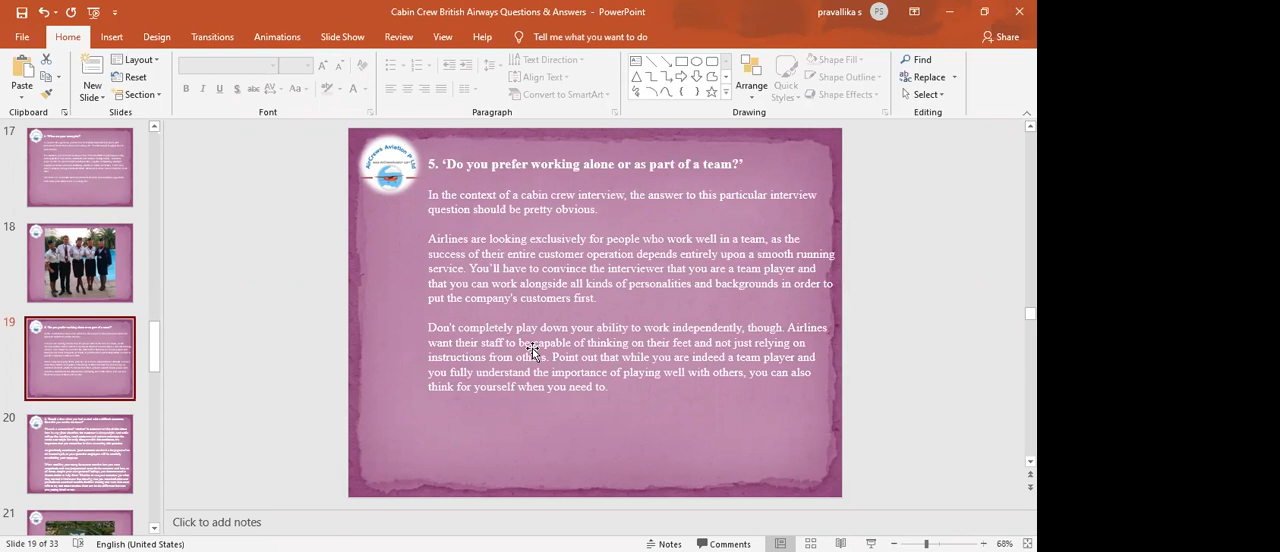 Cabin Crew British Airways Questions & Answers - PowerPoint
pravallika s
PS
File
Home
Insert
Design
Transitions
Animations
Slide Show
Review
View
Help
Tell me what you want to do
Share
Paste
Clipboard
New
Slide
Layout
Reset
Section
Slides
B I U S abc AV Aa A
Font
Text Direction
Align Text
Convert to SmartArt
Paragraph
Arrange
Quick
Styles
Shape Fill
Shape Outline
Shape Effects
Drawing
Find
Replace
Select
Editing
17
18
19
20
21
AirCrews Aviation P Ltd
5. ‘Do you prefer working alone or as part of a team?’
In the context of a cabin crew interview, the answer to this particular interview
question should be pretty obvious.
Airlines are looking exclusively for people who work well in a team, as the
success of their entire customer operation depends entirely upon a smooth running
service. You’ll have to convince the interviewer that you are a team player and
that you can work alongside all kinds of personalities and backgrounds in order to
put the company's customers first.
Don't completely play down your ability to work independently, though. Airlines
want their staff to be capable of thinking on their feet and not just relying on
instructions from others. Point out that while you are indeed a team player and
you fully understand the importance of playing well with others, you can also
think for yourself when you need to.
Click to add notes
Slide 19 of 33
English (United States)
Notes
Comments
68%